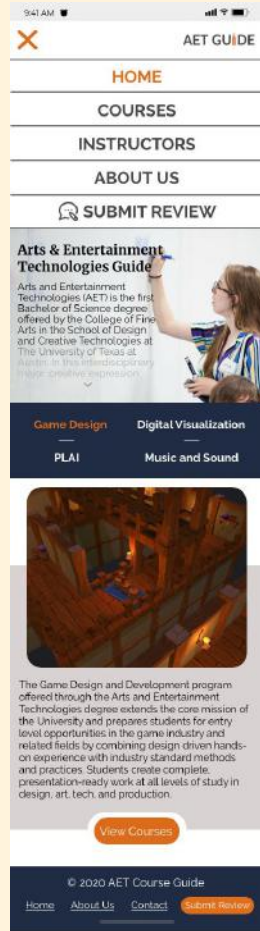 9:41 AM
AET GUIDE
HOME
COURSES
INSTRUCTORS
ABOUT US
SUBMIT REVIEW
Arts & Entertainment
Technologies Guide
Arts and Entertainment
Technologies (AET) is the first
Bachelor of Science degree
offered by the College of Fine
Arts in the School of Design
and Creative Technologies at
The University of Texas at
Austin. In this interdisciplinary
major, creative expression
Game Design
Digital Visualization
PLAI
Music and Sound
The Game Design and Development program
offered through the Arts and Entertainment
Technologies degree extends the core mission of
the University and prepares students for entry
level opportunities in the game industry and
related fields by combining design driven hands-
on experience with industry standard methods
and practices. Students create complete,
presentation-ready work at all levels of study in
design, art, tech, and production.
View Courses
© 2020 AET Course Guide
Home About Us Contact Submit Review